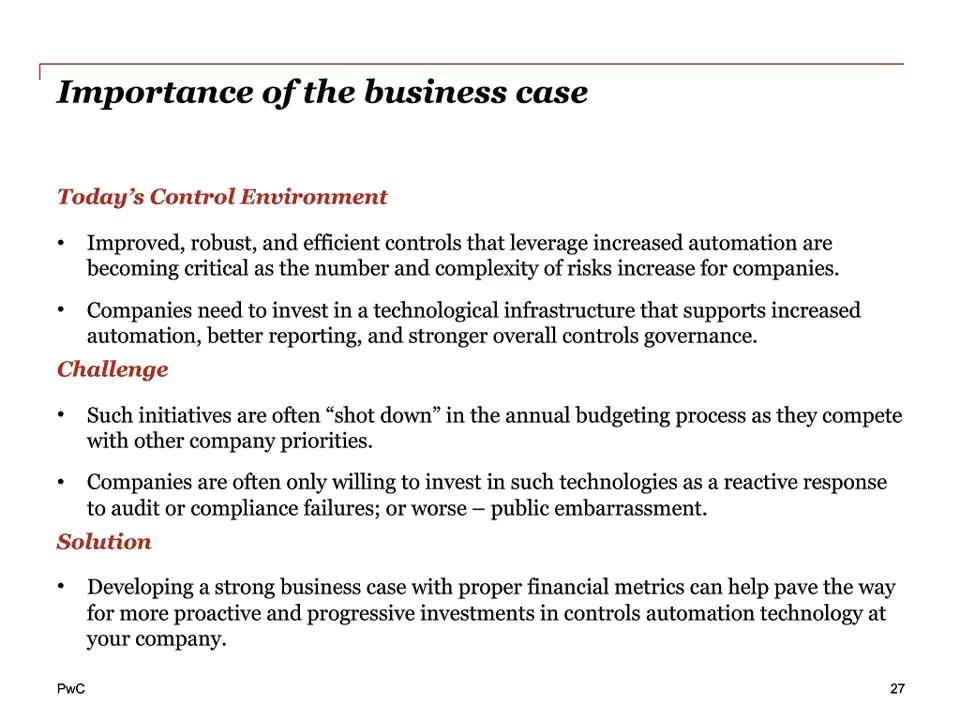 Importance of the business case
Today’s Control Environment
• Improved, robust, and efficient controls that leverage increased automation are
becoming critical as the number and complexity of risks increase for companies.
• Companies need to invest in a technological infrastructure that supports increased
automation, better reporting, and stronger overall controls governance.
Challenge
• Such initiatives are often “shot down” in the annual budgeting process as they compete
with other company priorities.
• Companies are often only willing to invest in such technologies as a reactive response
to audit or compliance failures; or worse – public embarrassment.
Solution
• Developing a strong business case with proper financial metrics can help pave the way
for more proactive and progressive investments in controls automation technology at
your company.
PwC 27